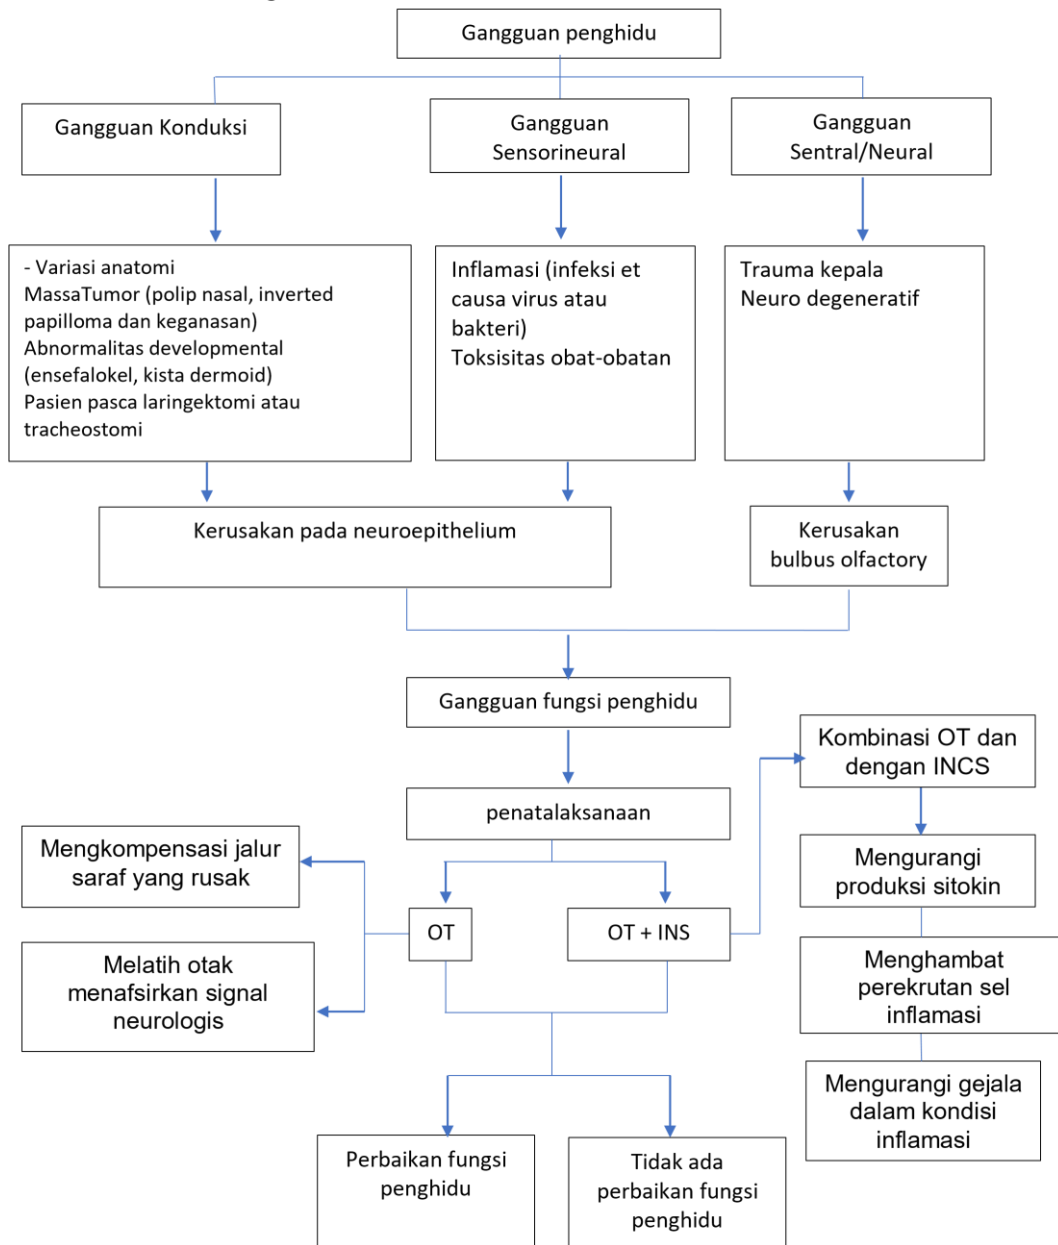 Gangguan penghidu
Gangguan Konduksi
Gangguan
Sensorineural
Gangguan
Sentral/Neural
- Variasi anatomi
MassaTumor (polip nasal, inverted
papilloma dan keganasan)
Abnormalitas developmental
(ensefalokel, kista dermoid)
Pasien pasca laringektomi atau
tracheostomi
Inflamasi (infeksi et
causa virus atau
bakteri)
Toksisitas obat-obatan
Trauma kepala
Neuro degeneratif
Kerusakan pada neuroepithelium
Kerusakan
bulbus olfactory
Gangguan fungsi penghidu
penatalaksanaan
Mengkompensasi jalur
saraf yang rusak
Melatih otak
menafsirkan signal
neurologis
OT
OT + INS
Kombinasi OT dan
dengan INCS
Mengurangi
produksi sitokin
Menghambat
perekrutan sel
inflamasi
Mengurangi gejala
dalam kondisi
inflamasi
Perbaikan fungsi
penghidu
Tidak ada
perbaikan fungsi
penghidu